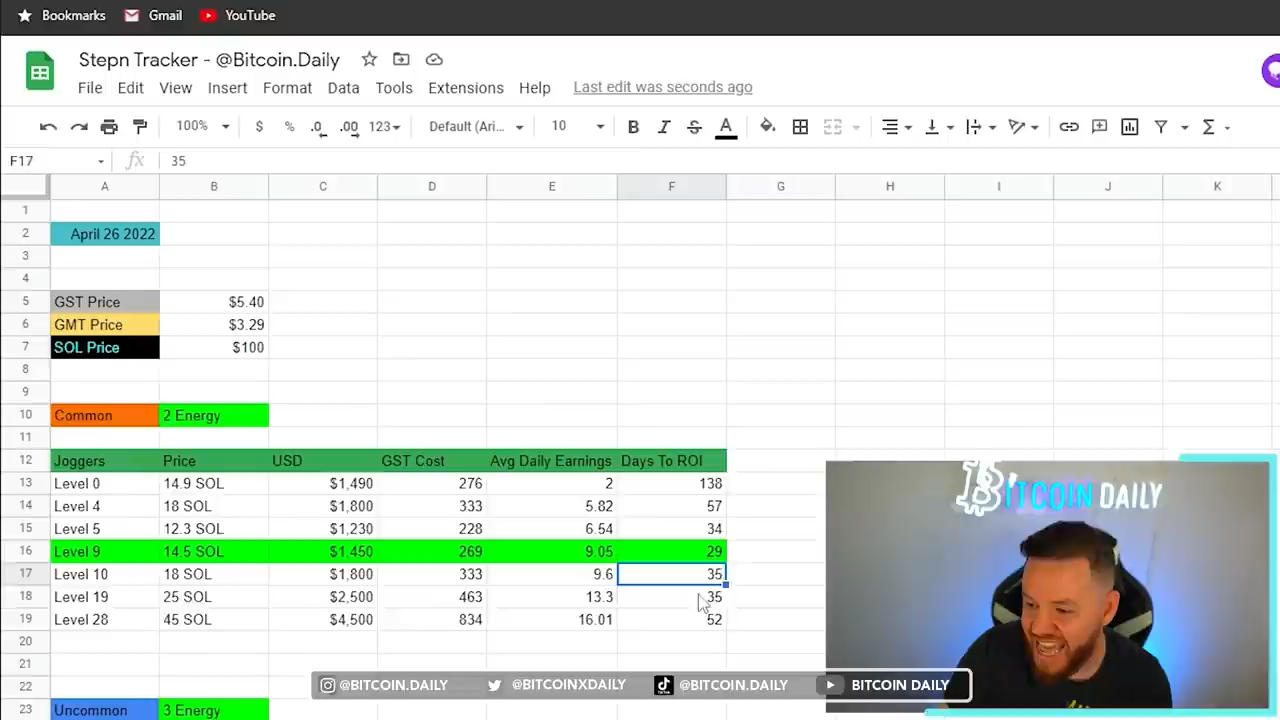 Bookmarks Gmail YouTube
Stepn Tracker - @Bitcoin.Daily
File Edit View Insert Format Data Tools Extensions Help Last edit was seconds ago
100% $ % .0 .00 123 Default (Ari... 10 B I S A
F17 fx 35
A B C D E F G H I J K
1
2 April 26 2022
3
4
5 GST Price $5.40
6 GMT Price $3.29
7 SOL Price $100
8
9
10 Common 2 Energy
11
12 Joggers Price USD GST Cost Avg Daily Earnings Days To ROI
13 Level 0 14.9 SOL $1,490 276 2 138
14 Level 4 18 SOL $1,800 333 5.82 57
15 Level 5 12.3 SOL $1,230 228 6.54 34
16 Level 9 14.5 SOL $1,450 269 9.05 29
17 Level 10 18 SOL $1,800 333 9.6 35
18 Level 19 25 SOL $2,500 463 13.3 35
19 Level 28 45 SOL $4,500 834 16.01 52
20
21
22
23 Uncommon 3 Energy
BITCOIN DAILY
@BITCOIN.DAILY @BITCOINXDAILY @BITCOIN.DAILY BITCOIN DAILY